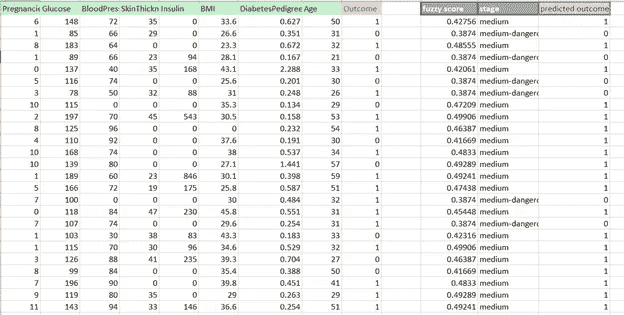 Pregnancie Glucose BloodPres SkinThickn Insulin BMI DiabetesPedigree Age Outcome fuzzy score stage predicted outcome
6 148 72 35 0 33.6 0.627 50 1 0.42756 medium 1
1 85 66 29 0 26.6 0.351 31 0 0.3874 medium-dangero 0
8 183 64 0 0 23.3 0.672 32 1 0.48555 medium 1
1 89 66 23 94 28.1 0.167 21 0 0.3874 medium-dangero 0
0 137 40 35 168 43.1 2.288 33 1 0.42061 medium 1
5 116 74 0 0 25.6 0.201 30 0 0.3874 medium-dangero 0
3 78 50 32 88 31 0.248 26 1 0.3874 medium-dangero 0
10 115 0 0 0 35.3 0.134 29 0 0.47209 medium 1
2 197 70 45 543 30.5 0.158 53 1 0.49906 medium 1
8 125 96 0 0 0 0.232 54 1 0.46387 medium 1
4 110 92 0 0 37.6 0.191 30 0 0.41669 medium 1
10 168 74 0 0 38 0.537 34 1 0.4833 medium 1
10 139 80 0 0 27.1 1.441 57 0 0.49289 medium 1
1 189 60 23 846 30.1 0.398 59 1 0.49241 medium 1
5 166 72 19 175 25.8 0.587 51 1 0.47438 medium 1
7 100 0 0 0 30 0.484 32 1 0.3874 medium-dangero 0
0 118 84 47 230 45.8 0.551 31 1 0.45448 medium 1
7 107 74 0 0 29.6 0.254 31 1 0.3874 medium-dangero 0
1 103 30 38 83 43.3 0.183 33 0 0.42316 medium 1
1 115 70 30 96 34.6 0.529 32 1 0.49906 medium 1
3 126 88 41 235 39.3 0.704 27 0 0.46387 medium 1
8 99 84 0 0 35.4 0.388 50 0 0.41669 medium 1
7 196 90 0 0 39.8 0.451 41 1 0.4833 medium 1
9 119 80 35 0 29 0.263 29 1 0.49289 medium 1
11 143 94 33 146 36.6 0.254 51 1 0.49241 medium 1